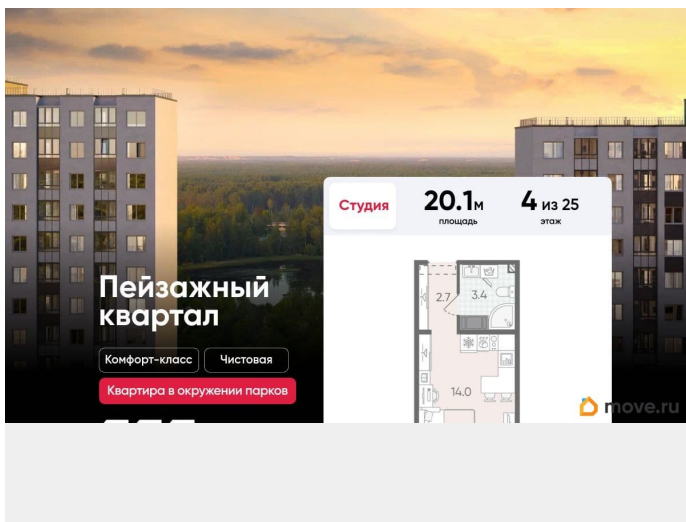 Студия
20.1м
площадь
4 из 25
этаж
2.7
3.4
14.0
Пейзажный
квартал
Комфорт-класс
Чистовая
Квартира в окружении парков
move.ru